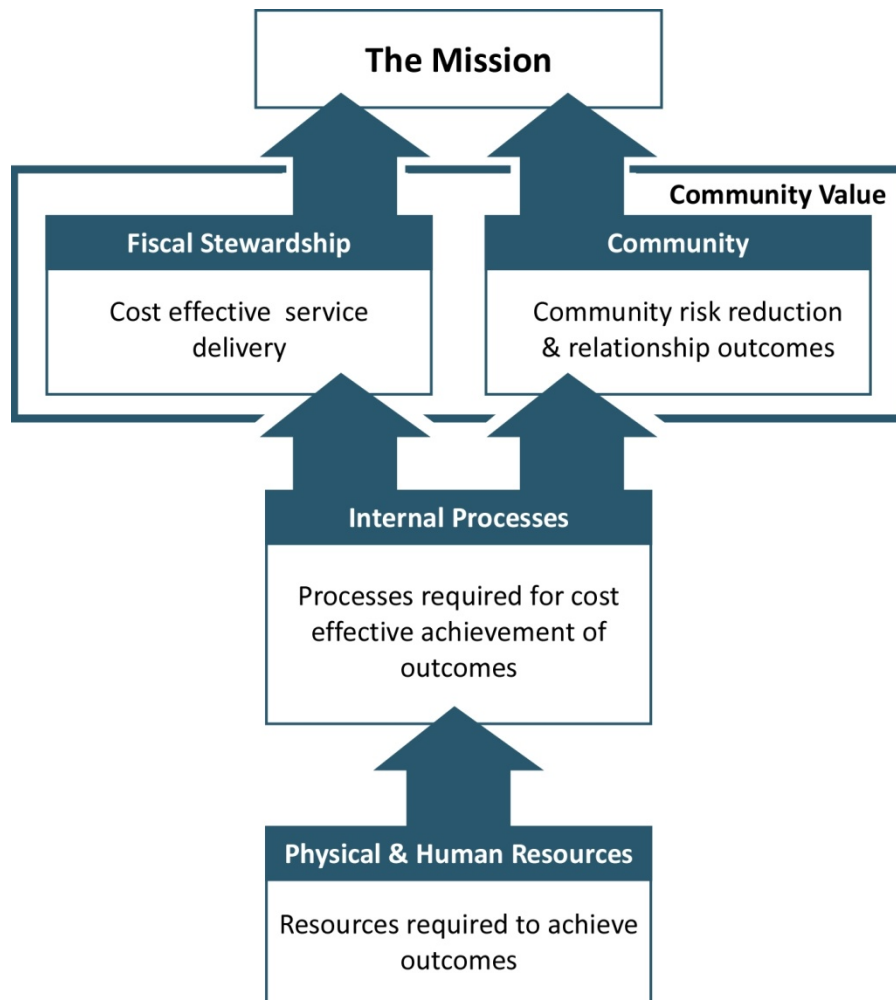 The Mission
Community Value
Fiscal Stewardship
Cost effective  service
delivery
Community
Community risk reduction
& relationship outcomes
Internal Processes
Processes required for cost
effective achievement of
outcomes
Physical & Human Resources
Resources required to achieve
outcomes